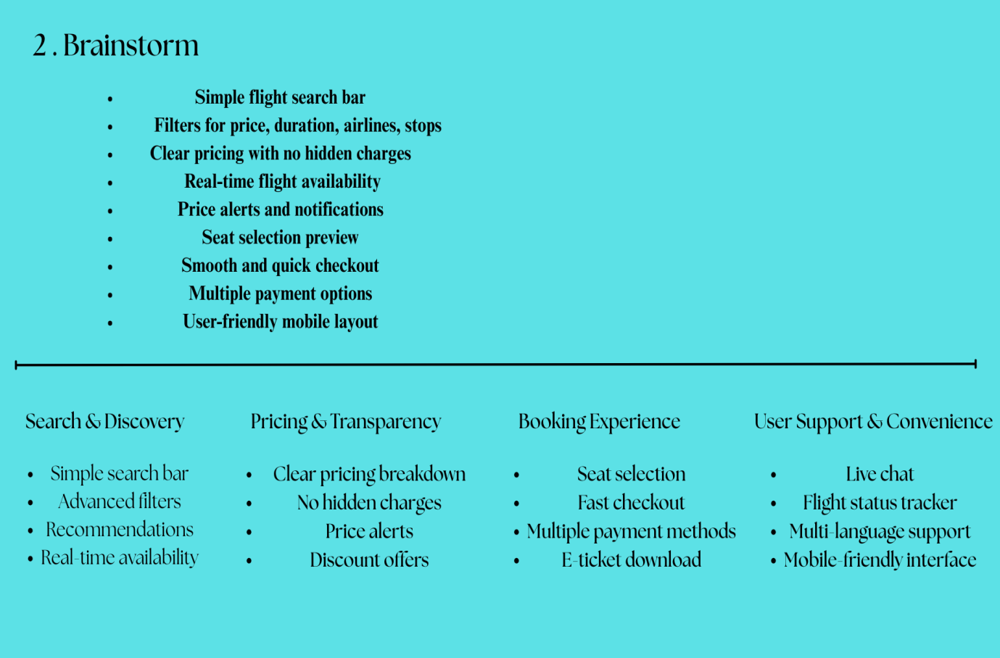 2 . Brainstorm
• Simple flight search bar
• Filters for price, duration, airlines, stops
• Clear pricing with no hidden charges
• Real-time flight availability
• Price alerts and notifications
• Seat selection preview
• Smooth and quick checkout
• Multiple payment options
• User-friendly mobile layout
Search & Discovery
• Simple search bar
• Advanced filters
• Recommendations
• Real-time availability
Pricing & Transparency
• Clear pricing breakdown
• No hidden charges
• Price alerts
• Discount offers
Booking Experience
• Seat selection
• Fast checkout
• Multiple payment methods
• E-ticket download
User Support & Convenience
• Live chat
• Flight status tracker
• Multi-language support
• Mobile-friendly interface